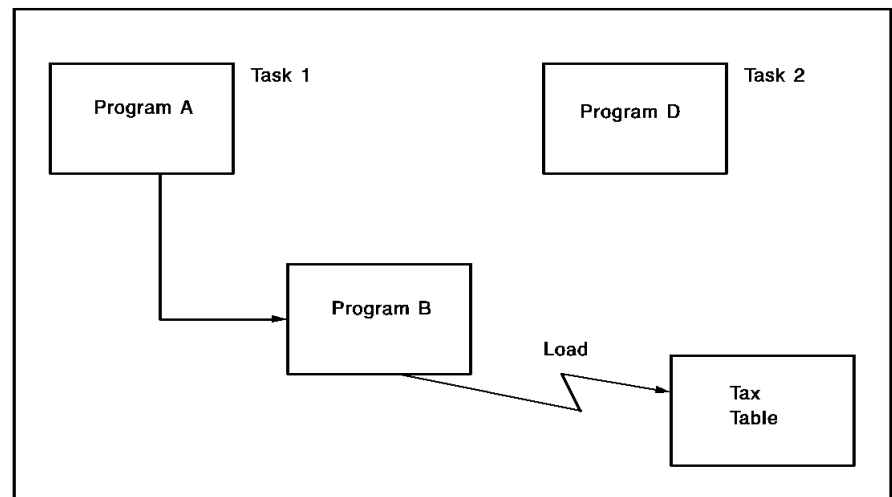 Task 1
Program A
Task 2
Program D
Program B
Load
Tax
Table